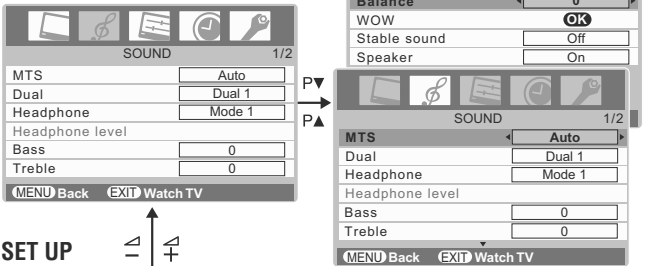 SOUND 1/2
MTS Auto
Dual Dual 1
Headphone Mode 1
Headphone level
Bass 0
Treble 0
MENU Back EXIT Watch TV
P▼
P▲
Balance 0
WOW OK
Stable sound Off
Speaker On
SOUND 1/2
MTS Auto
Dual Dual 1
Headphone Mode 1
Headphone level
Bass 0
Treble 0
MENU Back EXIT Watch TV
SET UP − +